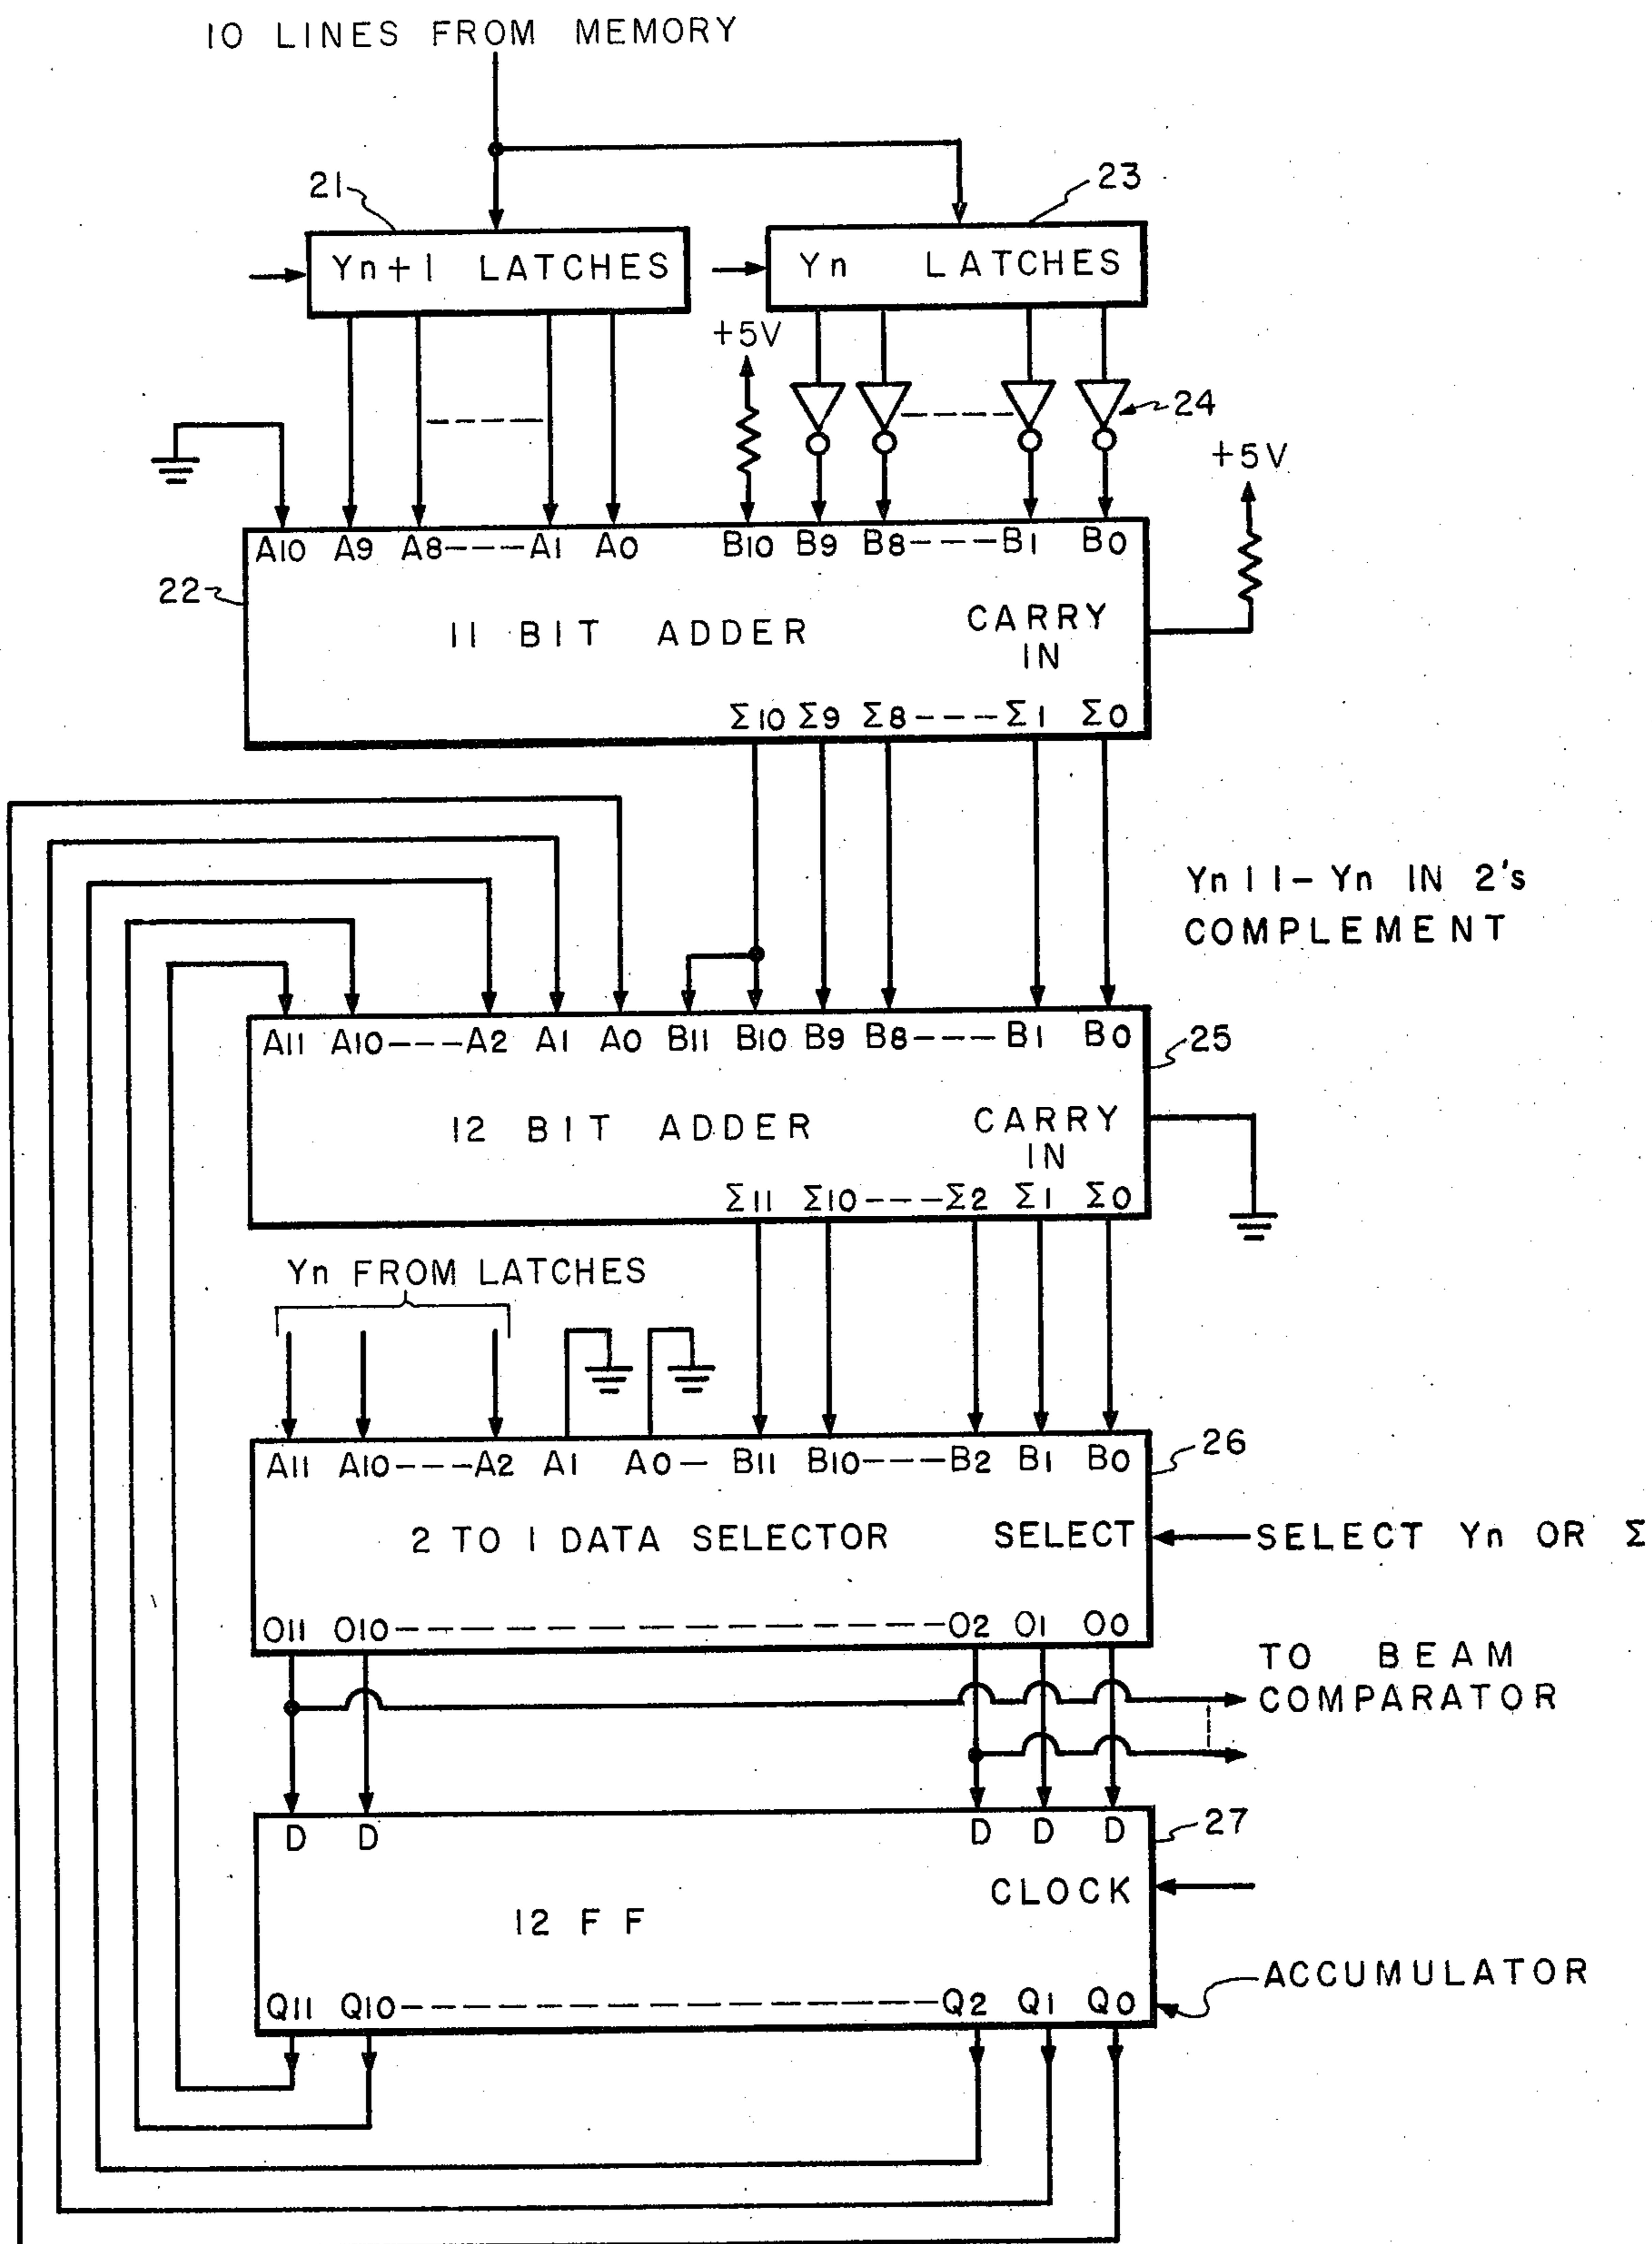 10 LINES FROM MEMORY
21
23
Yn+1 LATCHES
Yn LATCHES
+5V
24
+5V
A10 A9 A8---A1 A0 B10 B9 B8----B1 B0
22
11 BIT ADDER
CARRY
IN
Σ10 Σ9 Σ8----Σ1 Σ0
Yn11-Yn IN 2's
COMPLEMENT
A11 A10---A2 A1 A0 B11 B10 B9 B8---B1 B0
25
12 BIT ADDER
CARRY
IN
Σ11 Σ10---Σ2 Σ1 Σ0
Yn FROM LATCHES
26
A11 A10---A2 A1 A0- B11 B10---B2 B1 B0
2 TO 1 DATA SELECTOR
SELECT
SELECT Yn OR Σ
O11 O10--------------O2 O1 O0
TO BEAM
COMPARATOR
D D D D D
27
CLOCK
12 F F
ACCUMULATOR
Q11 Q10--------------Q2 Q1 Q0